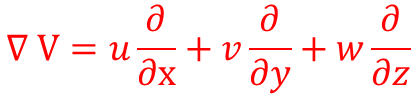 ∇ V = u ∂/∂x + v ∂/∂y + w ∂/∂z